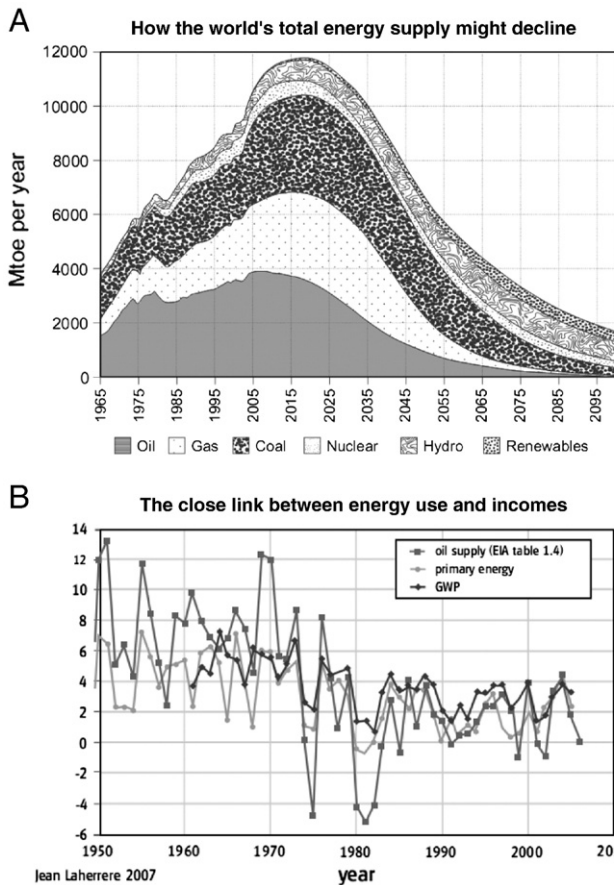 A
How the world's total energy supply might decline
12000
10000
8000
6000
4000
2000
0
Mtoe per year
1965
1975
1985
1995
2005
2015
2025
2035
2045
2055
2065
2075
2085
2095
Oil Gas Coal Nuclear Hydro Renewables
B
The close link between energy use and incomes
14
12
10
8
6
4
2
0
-2
-4
-6
oil supply (EIA table 1.4)
primary energy
GWP
1950 1960 1970 1980 1990 2000 20
Jean Laherrere 2007
year